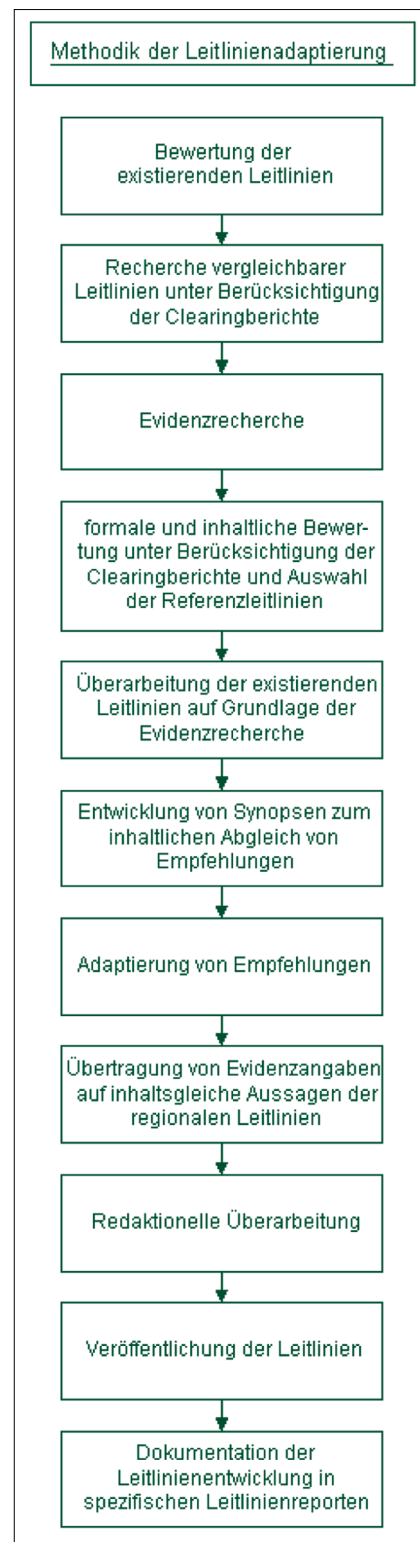 Methodik der Leitlinienadaptierung
Bewertung der
existierenden Leitlinien
Recherche vergleichbarer
Leitlinien unter Berücksichtigung
der Clearingberichte
Evidenzrecherche
formale und inhaltliche Bewer-
tung unter Berücksichtigung der
Clearingberichte und Auswahl
der Referenzleitlinien
Überarbeitung der existierenden
Leitlinien auf Grundlage der
Evidenzrecherche
Entwicklung von Synopsen zum
inhaltlichen Abgleich von
Empfehlungen
Adaptierung von Empfehlungen
Übertragung von Evidenzangaben
auf inhaltsgleiche Aussagen der
regionalen Leitlinien
Redaktionelle Überarbeitung
Veröffentlichung der Leitlinien
Dokumentation der
Leitlinienentwicklung in
spezifischen Leitlinienreporten